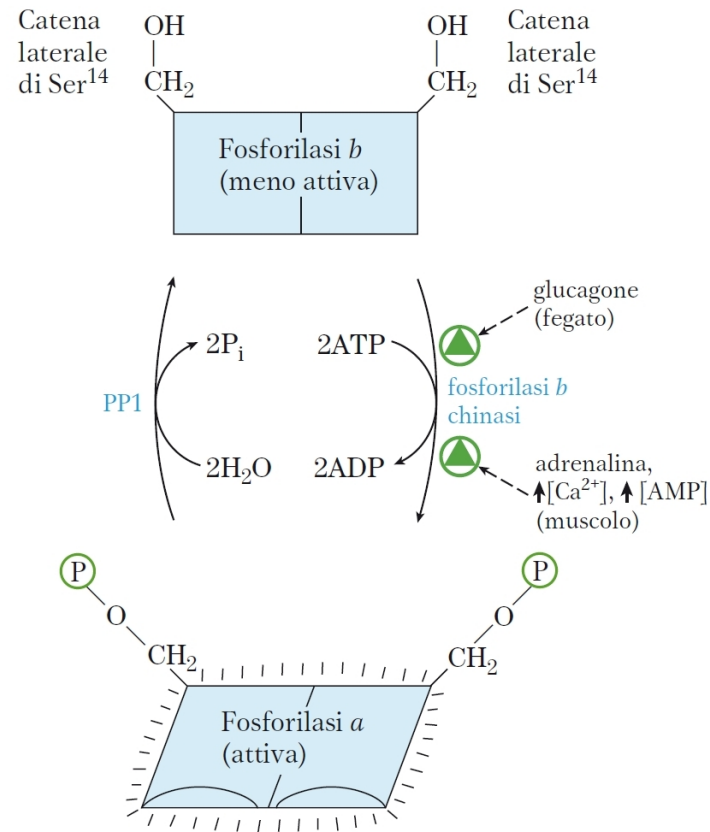 Catena
laterale
di Ser¹⁴
OH
CH₂
OH
CH₂
Catena
laterale
di Ser¹⁴
Fosforilasi b
(meno attiva)
PP1
2Pᵢ
2H₂O
2ATP
2ADP
fosforilasi b
chinasi
glucagone
(fegato)
adrenalina,
⬆[Ca²⁺], ⬆[AMP]
(muscolo)
P
O
CH₂
P
O
CH₂
Fosforilasi a
(attiva)